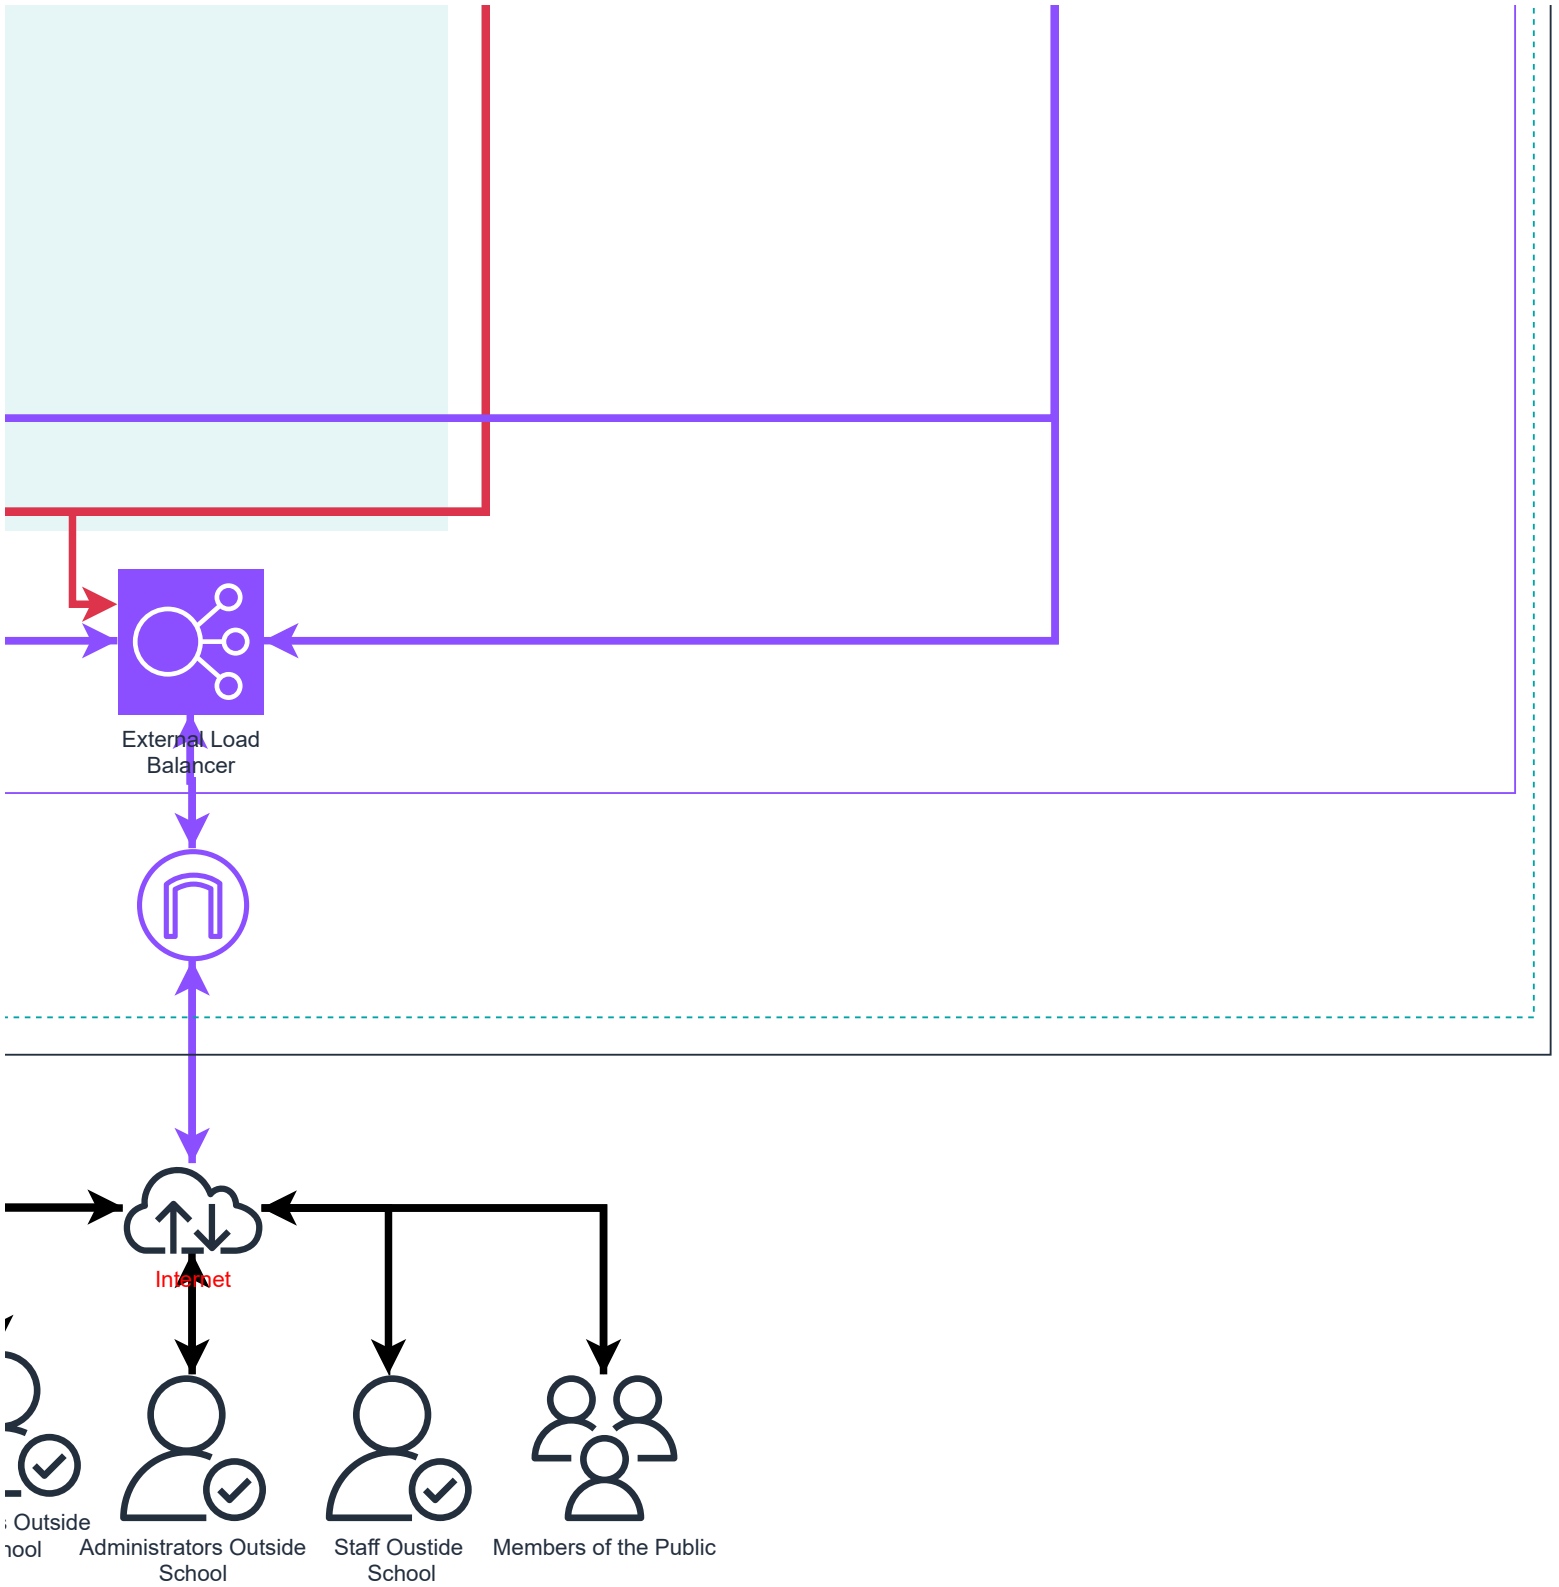 External Load
Balancer
Internet
Outside
Administrators Outside
School
Staff Oustide
School
Members of the Public